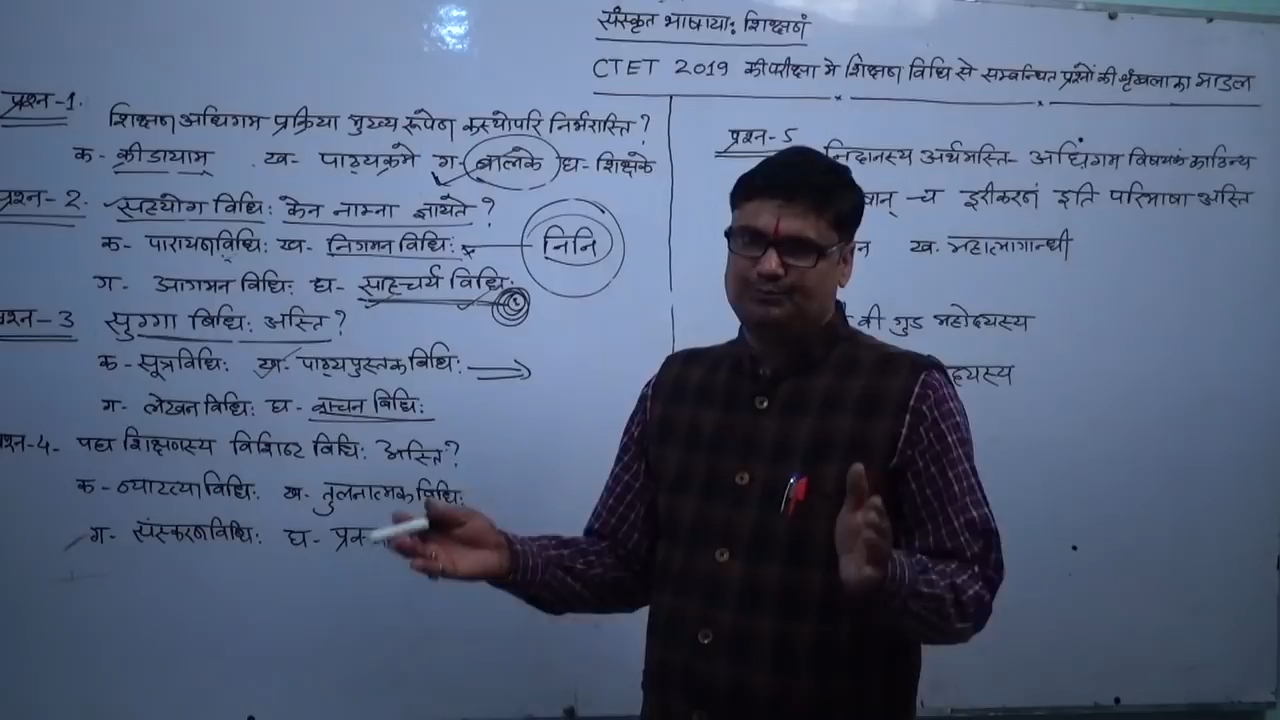 संस्कृत भाषायाः शिक्षणं
CTET 2019 की परीक्षा मे शिक्षण विधि से सम्बन्धित प्रश्नों की श्रृंखला का माडल
प्रश्न-1.
शिक्षण अधिगम प्रक्रिया मुख्य रूपेण कस्योपरि निर्भरास्ति?
क- क्रीडायाम् ख- पाठ्यक्रमे ग- बालके घ- शिक्षके
प्रश्न-2. सहयोग विधिः केन नाम्ना ज्ञायते?
क- पारायणविधिः ख- निगमन विधिः निनि
ग- आगमन विधिः घ- साहचर्य विधिः
प्रश्न-3 सुग्गा बिधिः अस्ति?
क- सूत्रविधिः ख- पाठ्यपुस्तक बिधिः
ग- लेखन विधिः घ- वाचन बिधिः
प्रश्न-4. पद्य शिक्षणस्य विशिष्ट विधिः अस्ति?
क- व्याख्या विधिः ख- तुलनात्मक विधिः
ग- संस्करणविधिः घ-
प्रश्न-5
निदानस्य अर्थमस्ति- अधिगम विषयकं काठिन्य
च दूरीकरणं इति परिभाषा अस्ति
ख. महात्मागान्धी
वी गुड महोदयस्य